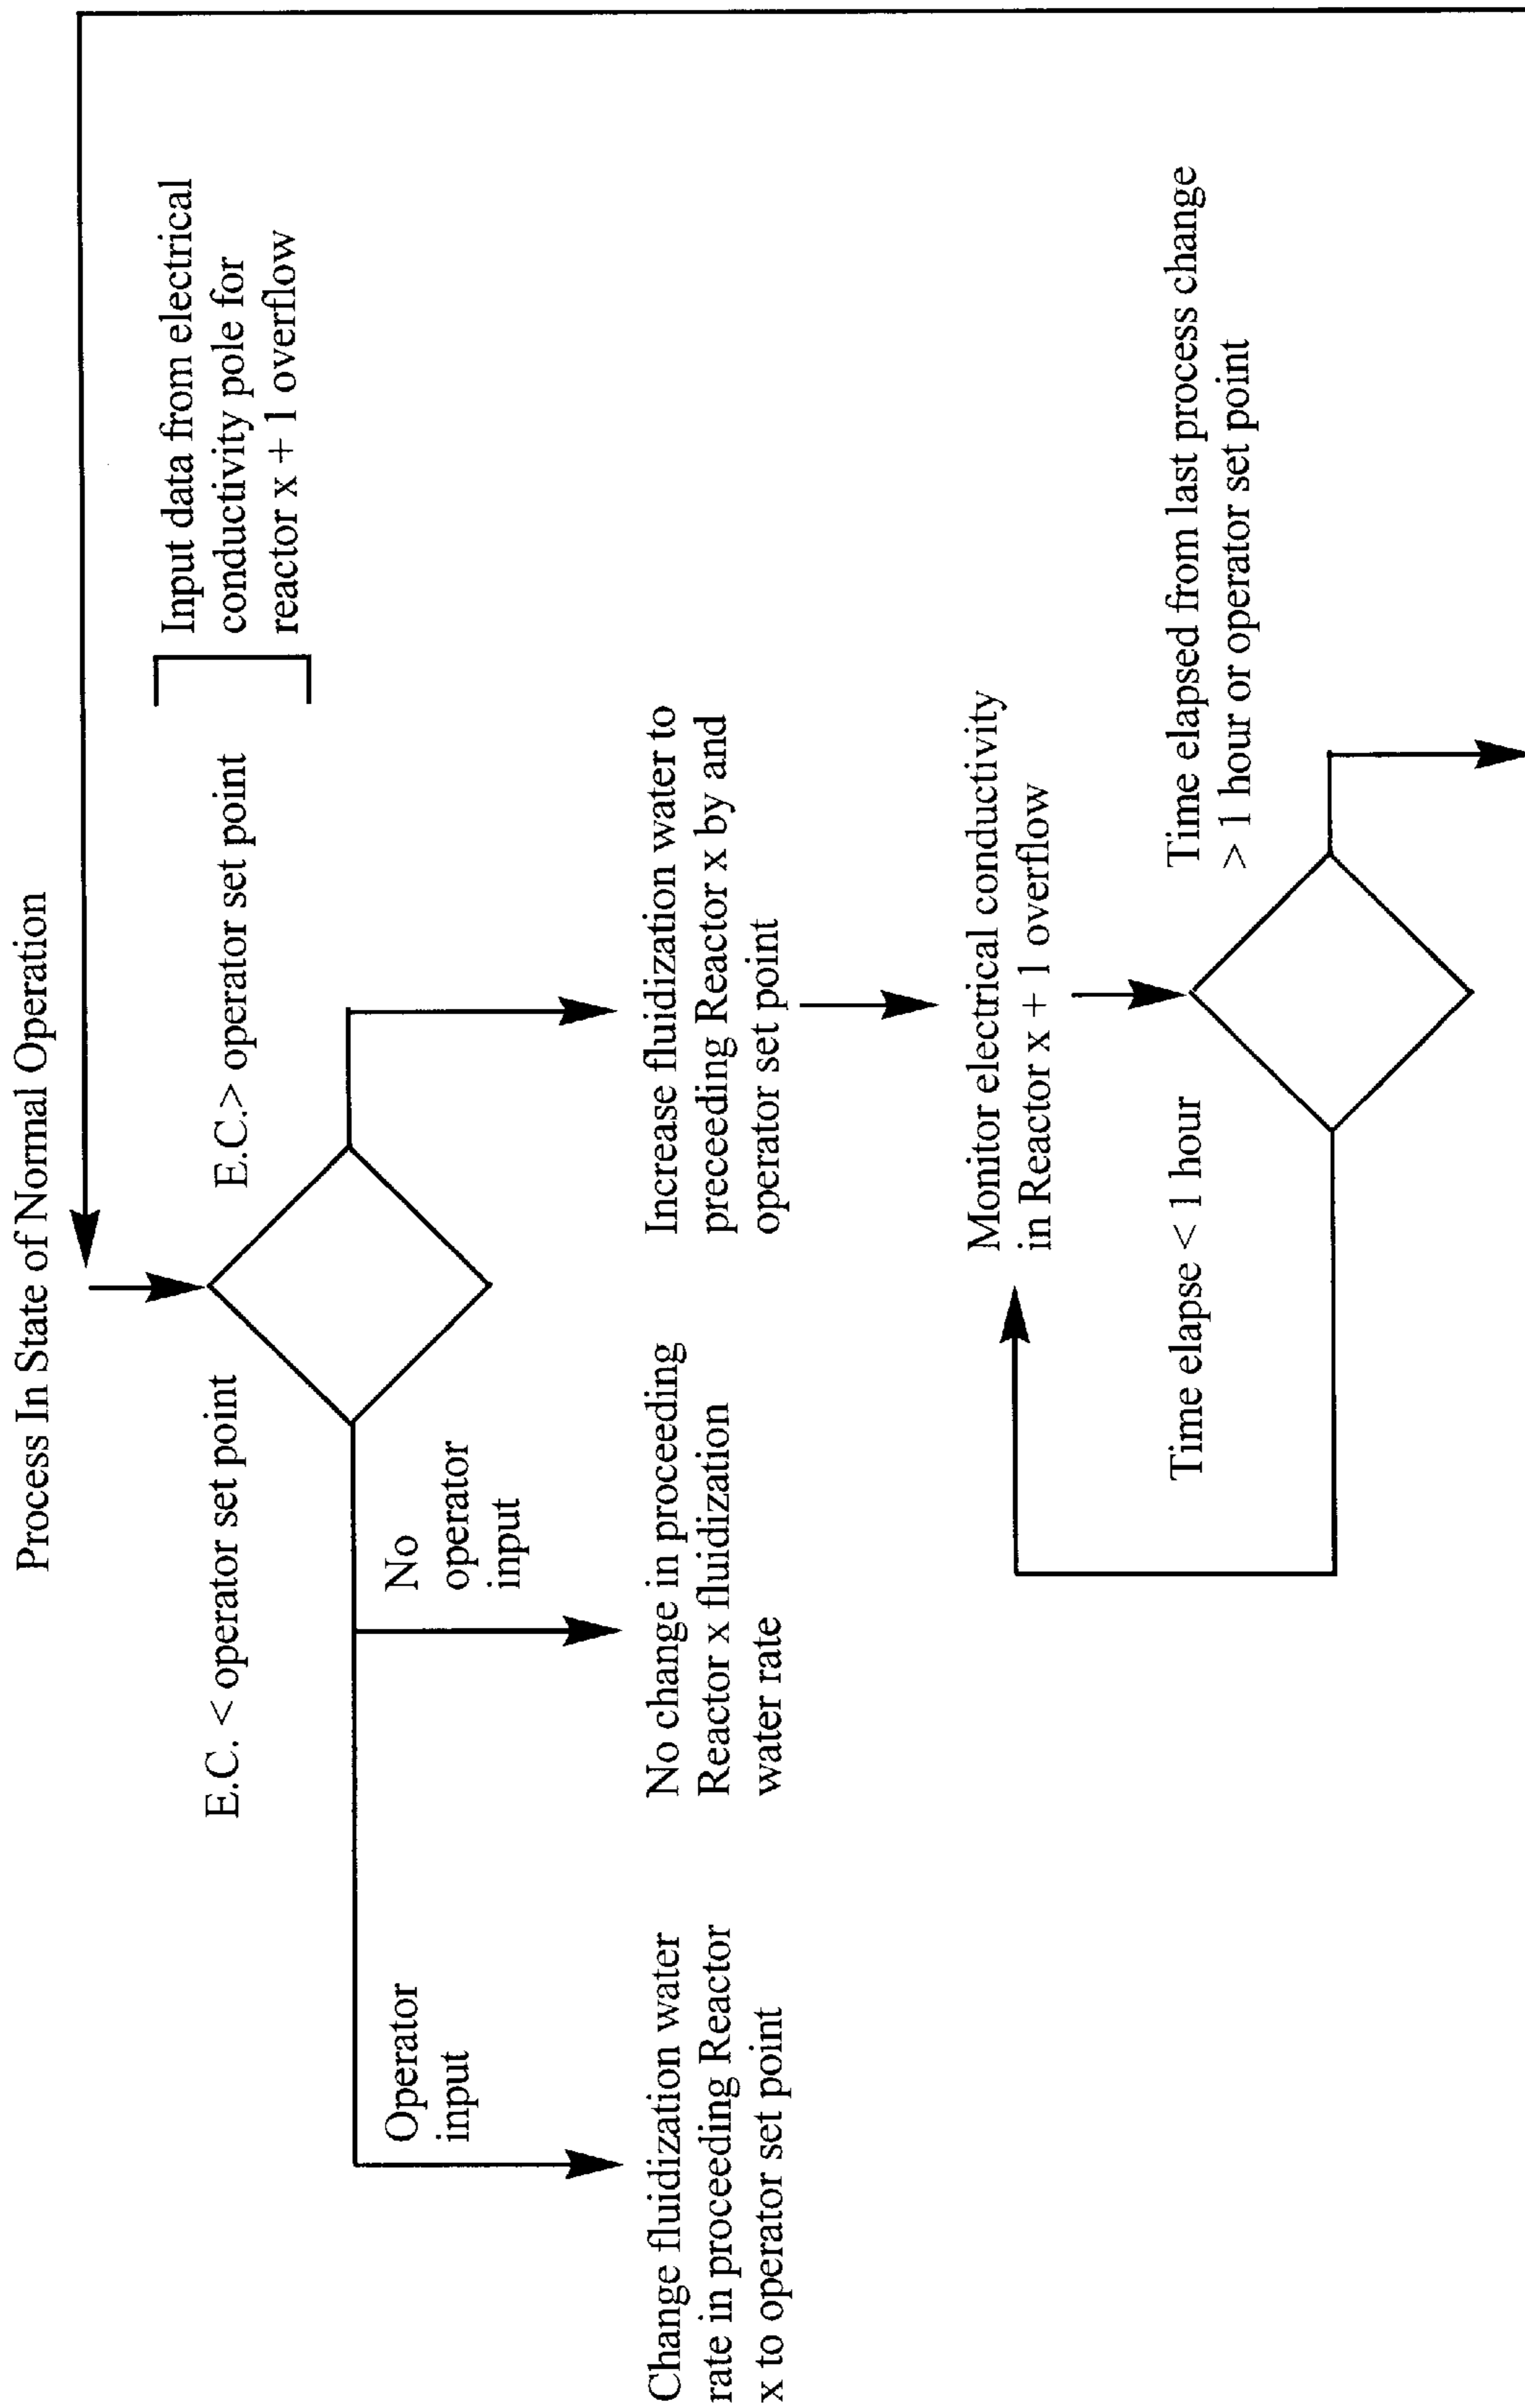 Process In State of Normal Operation
E.C. < operator set point
E.C.> operator set point
Input data from electrical
conductivity pole for
reactor x + 1 overflow
Operator
input
No
operator
input
Change fluidization water
rate in proceeding Reactor
x to operator set point
No change in proceeding
Reactor x fluidization
water rate
Increase fluidization water to
preceeding Reactor x by and
operator set point
Monitor electrical conductivity
in Reactor x + 1 overflow
Time elapse < 1 hour
Time elapsed from last process change
> 1 hour or operator set point